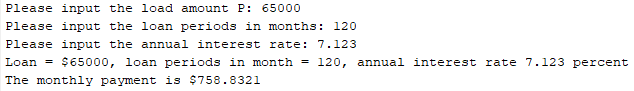 Please input the load amount P: 65000
Please input the loan periods in months: 120
Please input the annual interest rate: 7.123
Loan = $65000, loan periods in month = 120, annual interest rate 7.123 percent
The monthly payment is $758.8321